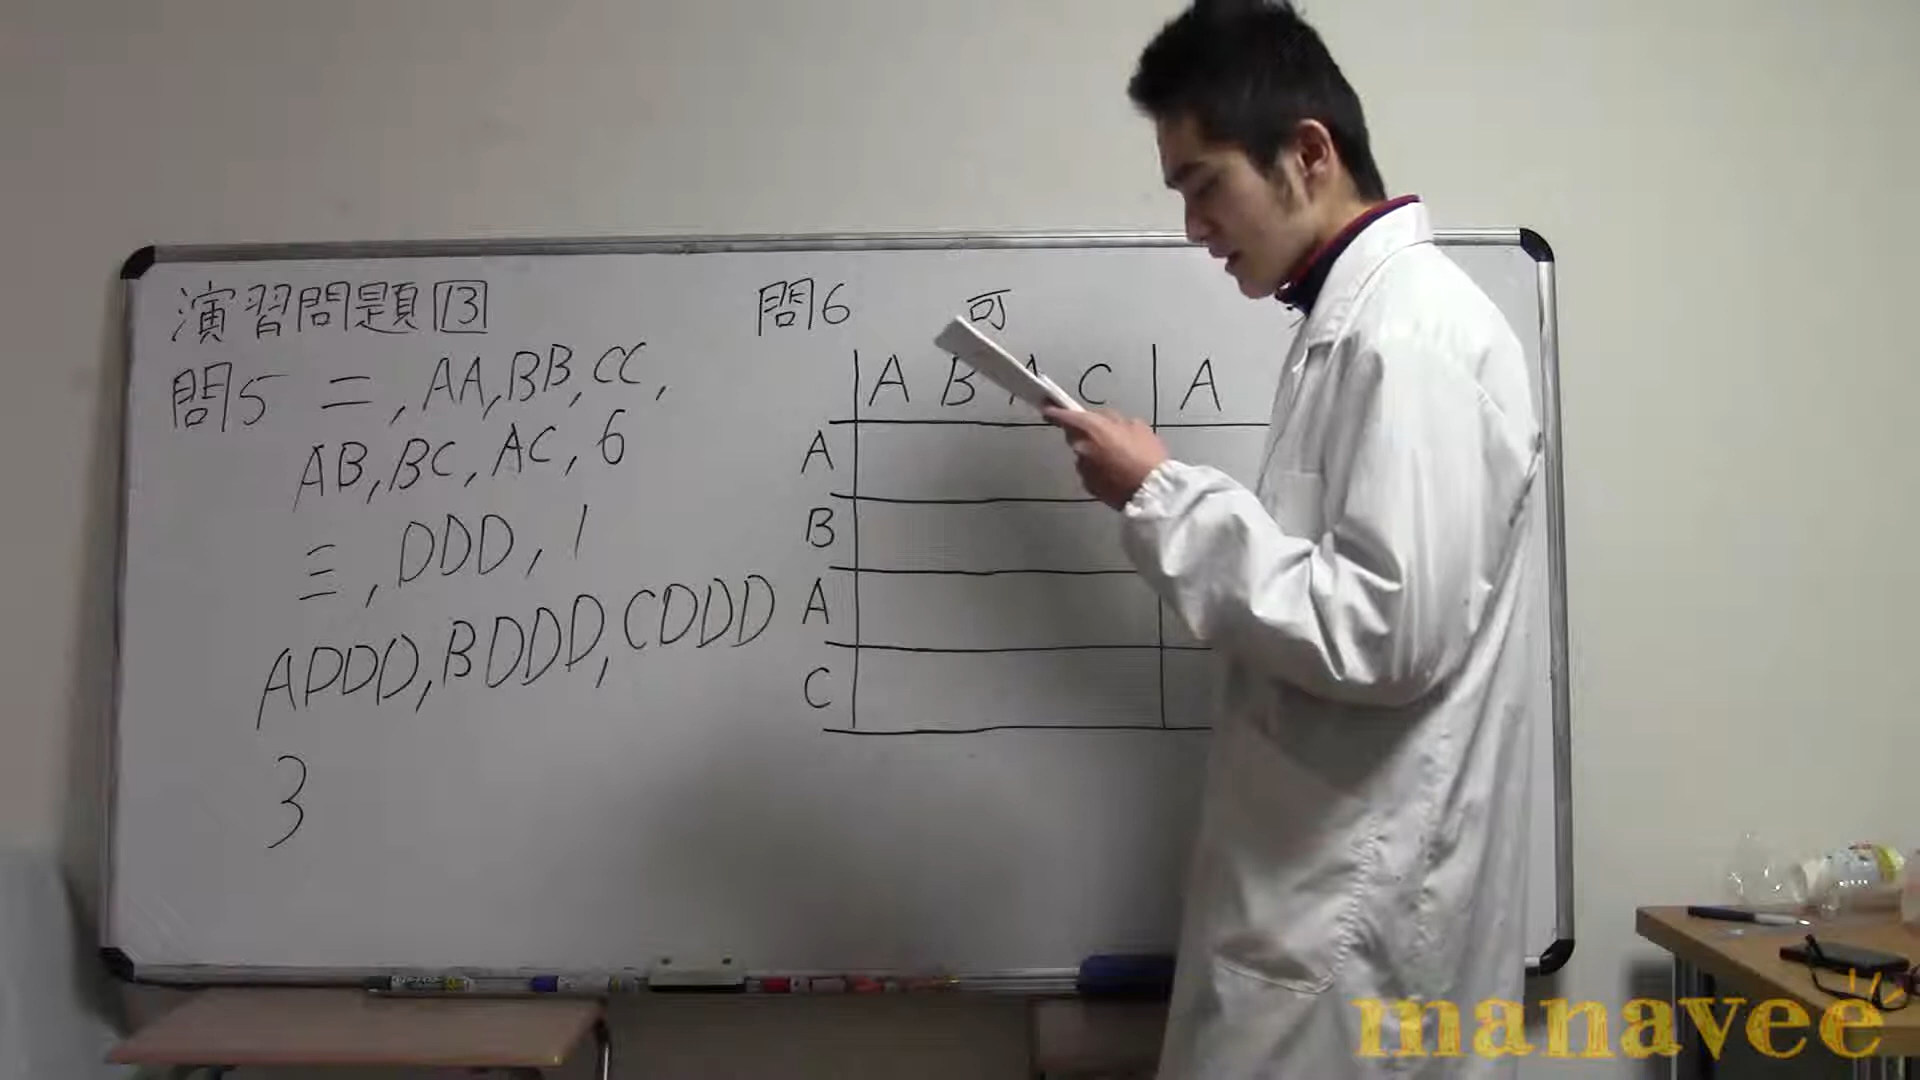 演習問題13
問5 二, AA, BB, CC,
AB, BC, AC, 6
三, DDD, 1
ADDD, BDDD, CDDD
3
問6 可
A B A C A
A
B
A
C
manavee